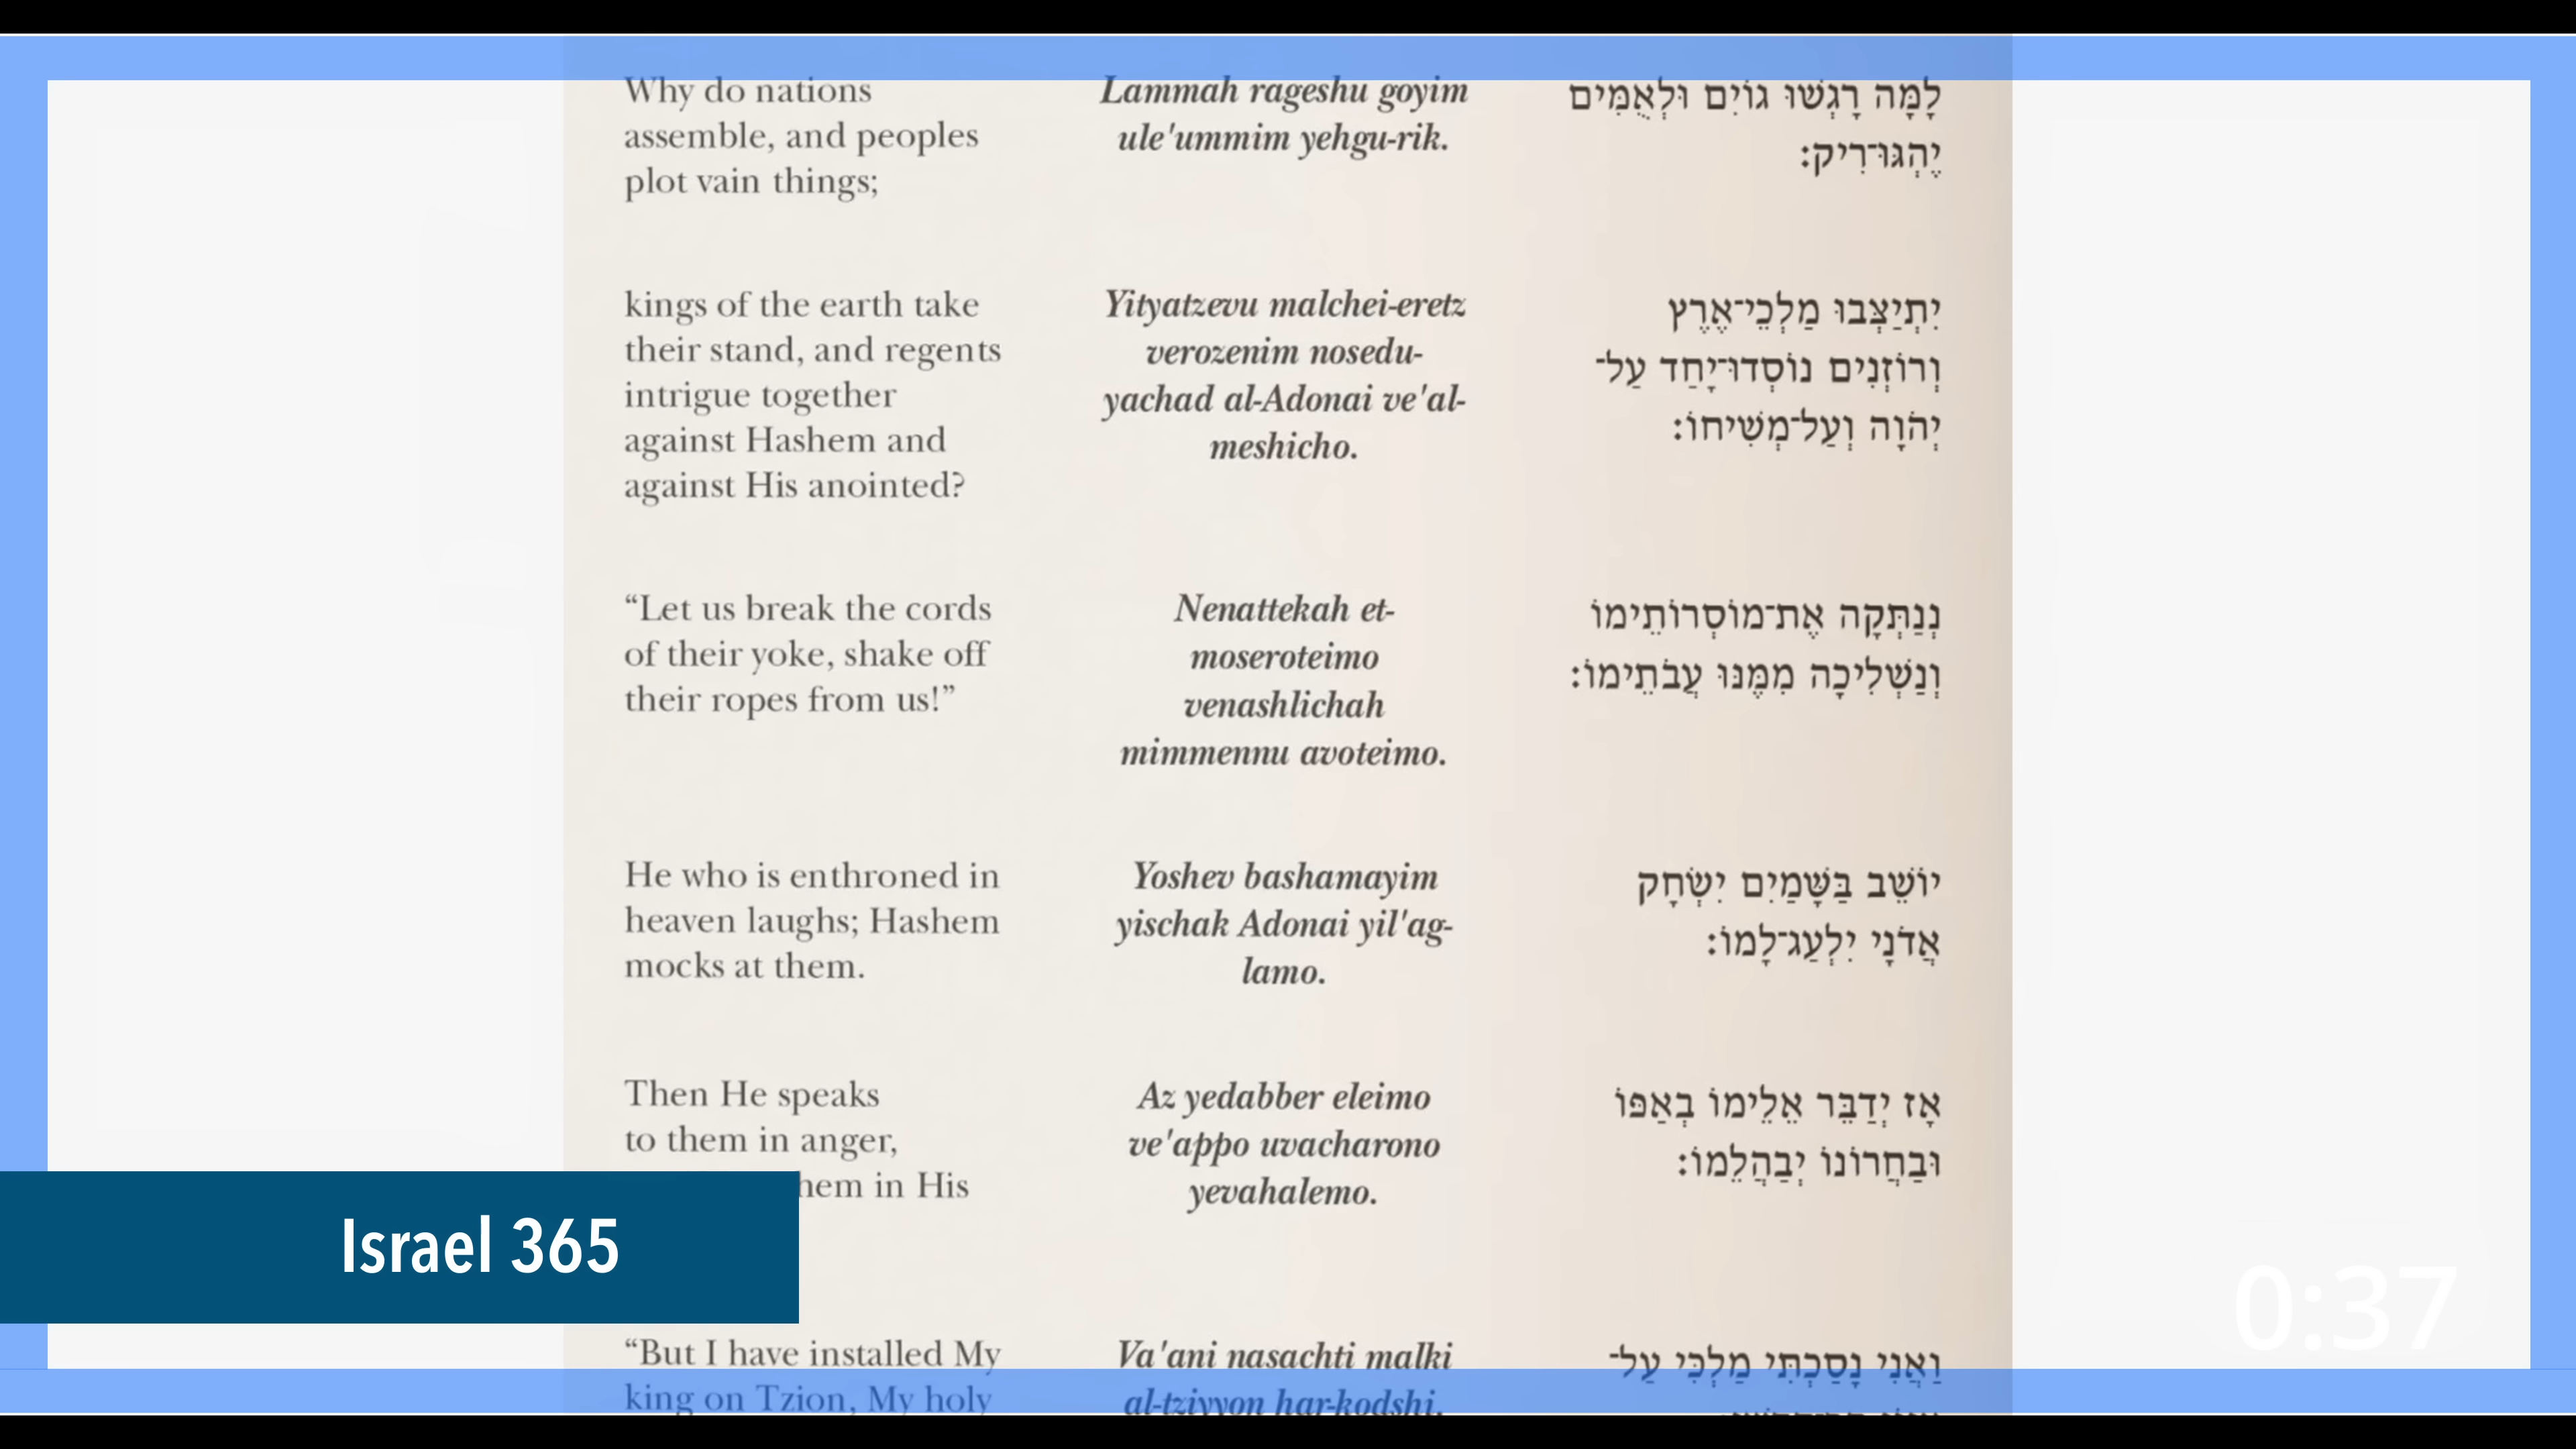 Why do nations
assemble, and peoples
plot vain things;
Lammah rageshu goyim
ule'ummim yehgu-rik.
לָמָּה רָגְשׁוּ גוֹיִם וּלְאֻמִּים
יֶהְגּוּ־רִיק׃
kings of the earth take
their stand, and regents
intrigue together
against Hashem and
against His anointed?
Yityatzevu malchei-eretz
verozenim nosedu-
yachad al-Adonai ve'al-
meshicho.
יִתְיַצְּבוּ מַלְכֵי־אֶרֶץ
וְרוֹזְנִים נוֹסְדוּ־יָחַד עַל־
יְהֹוָה וְעַל־מְשִׁיחוֹ׃
“Let us break the cords
of their yoke, shake off
their ropes from us!”
Nenattekah et-
moseroteimo
venashlichah
mimmennu avoteimo.
נְנַתְּקָה אֶת־מוֹסְרוֹתֵימוֹ
וְנַשְׁלִיכָה מִמֶּנּוּ עֲבֹתֵימוֹ׃
He who is enthroned in
heaven laughs; Hashem
mocks at them.
Yoshev bashamayim
yischak Adonai yil'ag-
lamo.
יוֹשֵׁב בַּשָּׁמַיִם יִשְׂחָק
אֲדֹנָי יִלְעַג־לָמוֹ׃
Then He speaks
to them in anger,
hem in His
Az yedabber eleimo
ve'appo uvacharono
yevahalemo.
אָז יְדַבֵּר אֵלֵימוֹ בְאַפּוֹ
וּבַחֲרוֹנוֹ יְבַהֲלֵמוֹ׃
Israel 365
0:37
“But I have installed My
king on Tzion, My holy
Va'ani nasachti malki
al-tziyyon har-kodshi.
וַאֲנִי נָסַכְתִּי מַלְכִּי עַל־